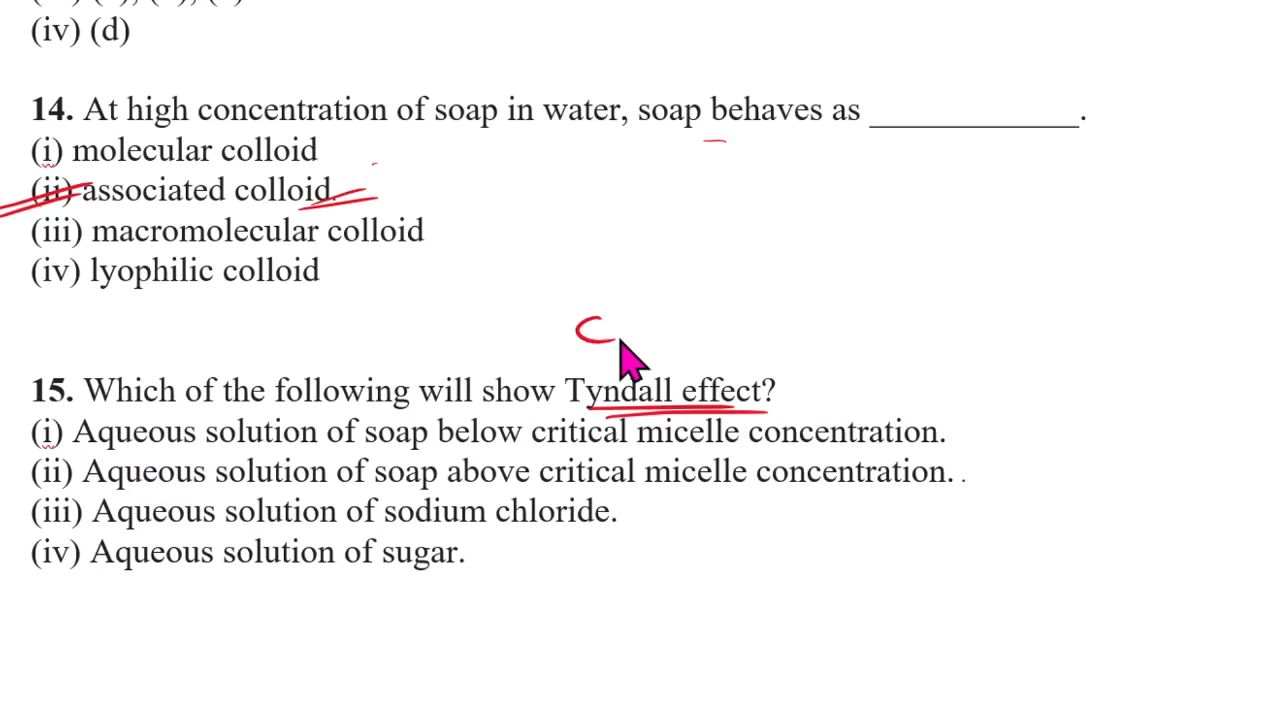 (iv) (d)
14. At high concentration of soap in water, soap behaves as ____________.
(i) molecular colloid
(ii) associated colloid.
(iii) macromolecular colloid
(iv) lyophilic colloid
C
15. Which of the following will show Tyndall effect?
(i) Aqueous solution of soap below critical micelle concentration.
(ii) Aqueous solution of soap above critical micelle concentration. .
(iii) Aqueous solution of sodium chloride.
(iv) Aqueous solution of sugar.